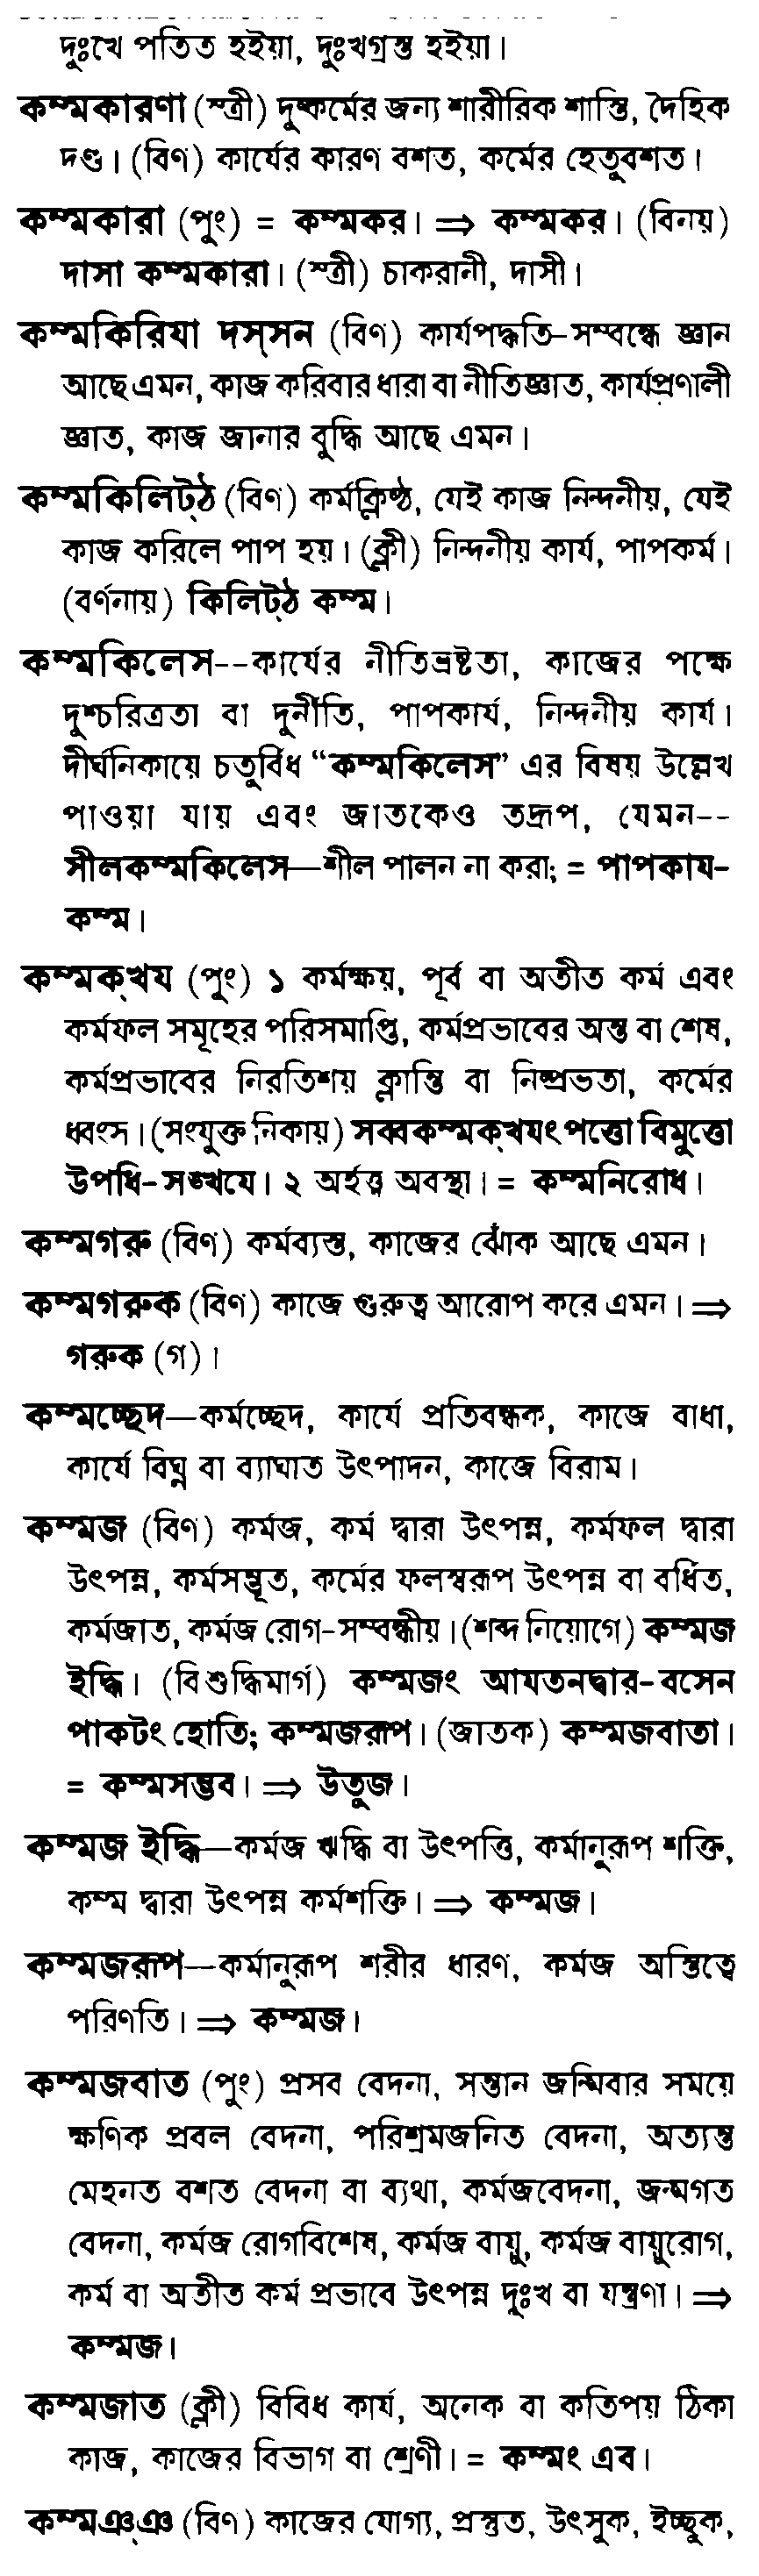 দুঃখে পতিত হইয়া, দুঃখগ্রস্ত হইয়া।
কম্মকারণা (স্ত্রী) দুষ্কর্মের জন্য শারীরিক শাস্তি, দৈহিক
দণ্ড। (বিণ) কার্যের কারণ বশত, কর্মের হেতুবশত।
কম্মকারা (পুং) = কম্মকর। ⇒ কম্মকর। (বিনয়)
দাসা কম্মকারা। (স্ত্রী) চাকরানী, দাসী।
কম্মকিরিযা দস্সন (বিণ) কার্যপদ্ধতি-সম্বন্ধে জ্ঞান
আছে এমন, কাজ করিবার ধারা বা নীতিজ্ঞাত, কার্যপ্রণালী
জ্ঞাত, কাজ জানার বুদ্ধি আছে এমন।
কম্মকিলিট্ঠ (বিণ) কর্মক্লিষ্ঠ, যেই কাজ নিন্দনীয়, যেই
কাজ করিলে পাপ হয়। (ক্লী) নিন্দনীয় কার্য, পাপকর্ম।
(বর্ণনায়) কিলিট্ঠ কম্ম।
কম্মকিলেস--কার্যের নীতিভ্রষ্টতা, কাজের পক্ষে
দুশ্চরিত্রতা বা দুর্নীতি, পাপকার্য, নিন্দনীয় কার্য।
দীর্ঘনিকায়ে চতুর্বিধ “কম্মকিলেস” এর বিষয় উল্লেখ
পাওয়া যায় এবং জাতকেও তদ্রূপ, যেমন--
সীলকম্মকিলেস—শীল পালন না করা; = পাপকায-
কম্ম।
কম্মক্খয (পুং) ১ কর্মক্ষয়, পূর্ব বা অতীত কর্ম এবং
কর্মফল সমূহের পরিসমাপ্তি, কর্মপ্রভাবের অন্ত বা শেষ,
কর্মপ্রভাবের নিরতিশয় ক্লান্তি বা নিষ্প্রভতা, কর্মের
ধ্বংস। (সংযুক্ত নিকায়) সব্বকম্মক্খযং পত্তো বিমুত্তো
উপধি-সঙ্খযে। ২ অর্হত্ত্ব অবস্থা। = কম্মনিরোধ।
কম্মগরু (বিণ) কর্মব্যস্ত, কাজের ঝোঁক আছে এমন।
কম্মগরুক (বিণ) কাজে গুরুত্ব আরোপ করে এমন। ⇒
গরুক (গ)।
কম্মচ্ছেদ—কর্মচ্ছেদ, কার্যে প্রতিবন্ধক, কাজে বাধা,
কার্যে বিঘ্ন বা ব্যাঘাত উৎপাদন, কাজে বিরাম।
কম্মজ (বিণ) কর্মজ, কর্ম দ্বারা উৎপন্ন, কর্মফল দ্বারা
উৎপন্ন, কর্মসম্ভূত, কর্মের ফলস্বরূপ উৎপন্ন বা বর্ধিত,
কর্মজাত, কর্মজ রোগ-সম্বন্ধীয়। (শব্দ নিয়োগে) কম্মজ
ইদ্ধি। (বিশুদ্ধিমার্গ) কম্মজং আযতনদ্বার-বসেন
পাকটং হোতি; কম্মজরূপ। (জাতক) কম্মজবাতা।
= কম্মসম্ভব। ⇒ উতুজ।
কম্মজ ইদ্ধি—কর্মজ ঋদ্ধি বা উৎপত্তি, কর্মানুরূপ শক্তি,
কম্ম দ্বারা উৎপন্ন কর্মশক্তি। ⇒ কম্মজ।
কম্মজরূপ—কর্মানুরূপ শরীর ধারণ, কর্মজ অস্তিত্বে
পরিণতি। ⇒ কম্মজ।
কম্মজবাত (পুং) প্রসব বেদনা, সন্তান জন্মিবার সময়ে
ক্ষণিক প্রবল বেদনা, পরিশ্রমজনিত বেদনা, অত্যন্ত
মেহনত বশত বেদনা বা ব্যথা, কর্মজবেদনা, জন্মগত
বেদনা, কর্মজ রোগবিশেষ, কর্মজ বায়ু, কর্মজ বায়ুরোগ,
কর্ম বা অতীত কর্ম প্রভাবে উৎপন্ন দুঃখ বা যন্ত্রণা। ⇒
কম্মজ।
কম্মজাত (ক্লী) বিবিধ কার্য, অনেক বা কতিপয় ঠিকা
কাজ, কাজের বিভাগ বা শ্রেণী। = কম্মং এব।
কম্মঞ্ঞ (বিণ) কাজের যোগ্য, প্রস্তুত, উৎসুক, ইচ্ছুক,